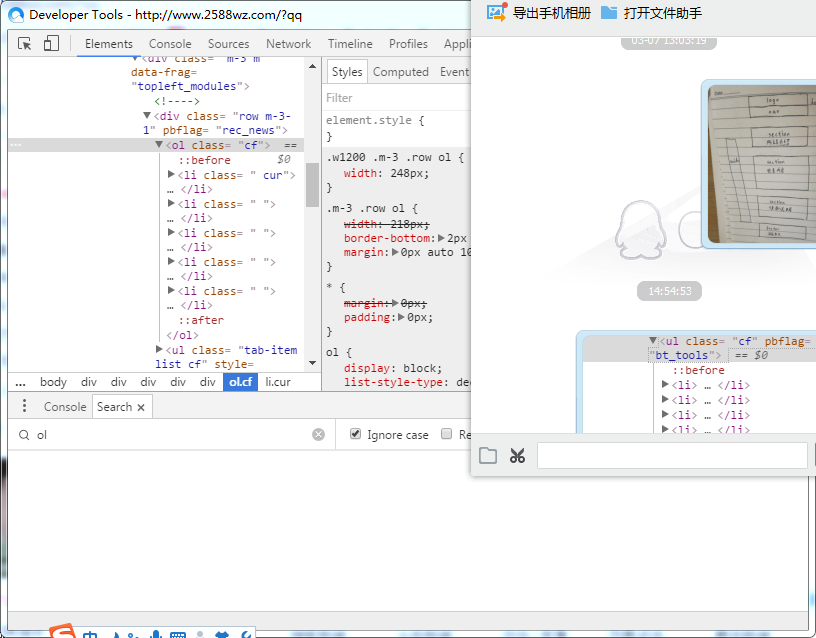 Developer Tools - http://www.2588wz.com/?qq
Elements Console Sources Network Timeline Profiles Appli
<div class= "m-3 m
data-frag=
"topleft_modules">
<!---->
<div class= "row m-3-
1" pbflag= "rec_news">
<ol class= "cf"> ==
::before $0
<li class= " cur">
… </li>
<li class= " ">
… </li>
<li class= " ">
… </li>
<li class= " ">
… </li>
<li class= " ">
… </li>
::after
</ol>
<ul class= "tab-item
list cf" style=
... body div div div div div ol.cf li.cur
Styles Computed Event
Filter
element.style {
}
.w1200 .m-3 .row ol {
width: 248px;
}
.m-3 .row ol {
width: 218px;
border-bottom: 2px
margin: 0px auto 10
}
* {
margin: 0px;
padding: 0px;
}
ol {
display: block;
list-style-type: dec
Console Search ×
ol
Ignore case Re
导出手机相册 打开文件助手
03-07 13:03:19
logo
section
section
section
14:54:53
<ul class= "cf" pbflag=
"bt_tools"> == $0
::before
<li> … </li>
<li> … </li>
<li> … </li>
<li> … </li>
中